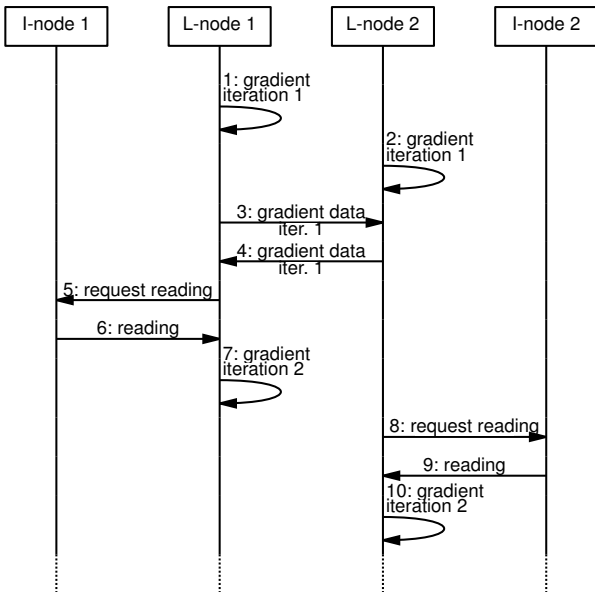 I-node 1
L-node 1
L-node 2
I-node 2
1: gradient
iteration 1
2: gradient
iteration 1
3: gradient data
iter. 1
4: gradient data
iter. 1
5: request reading
6: reading
7: gradient
iteration 2
8: request reading
9: reading
10: gradient
iteration 2